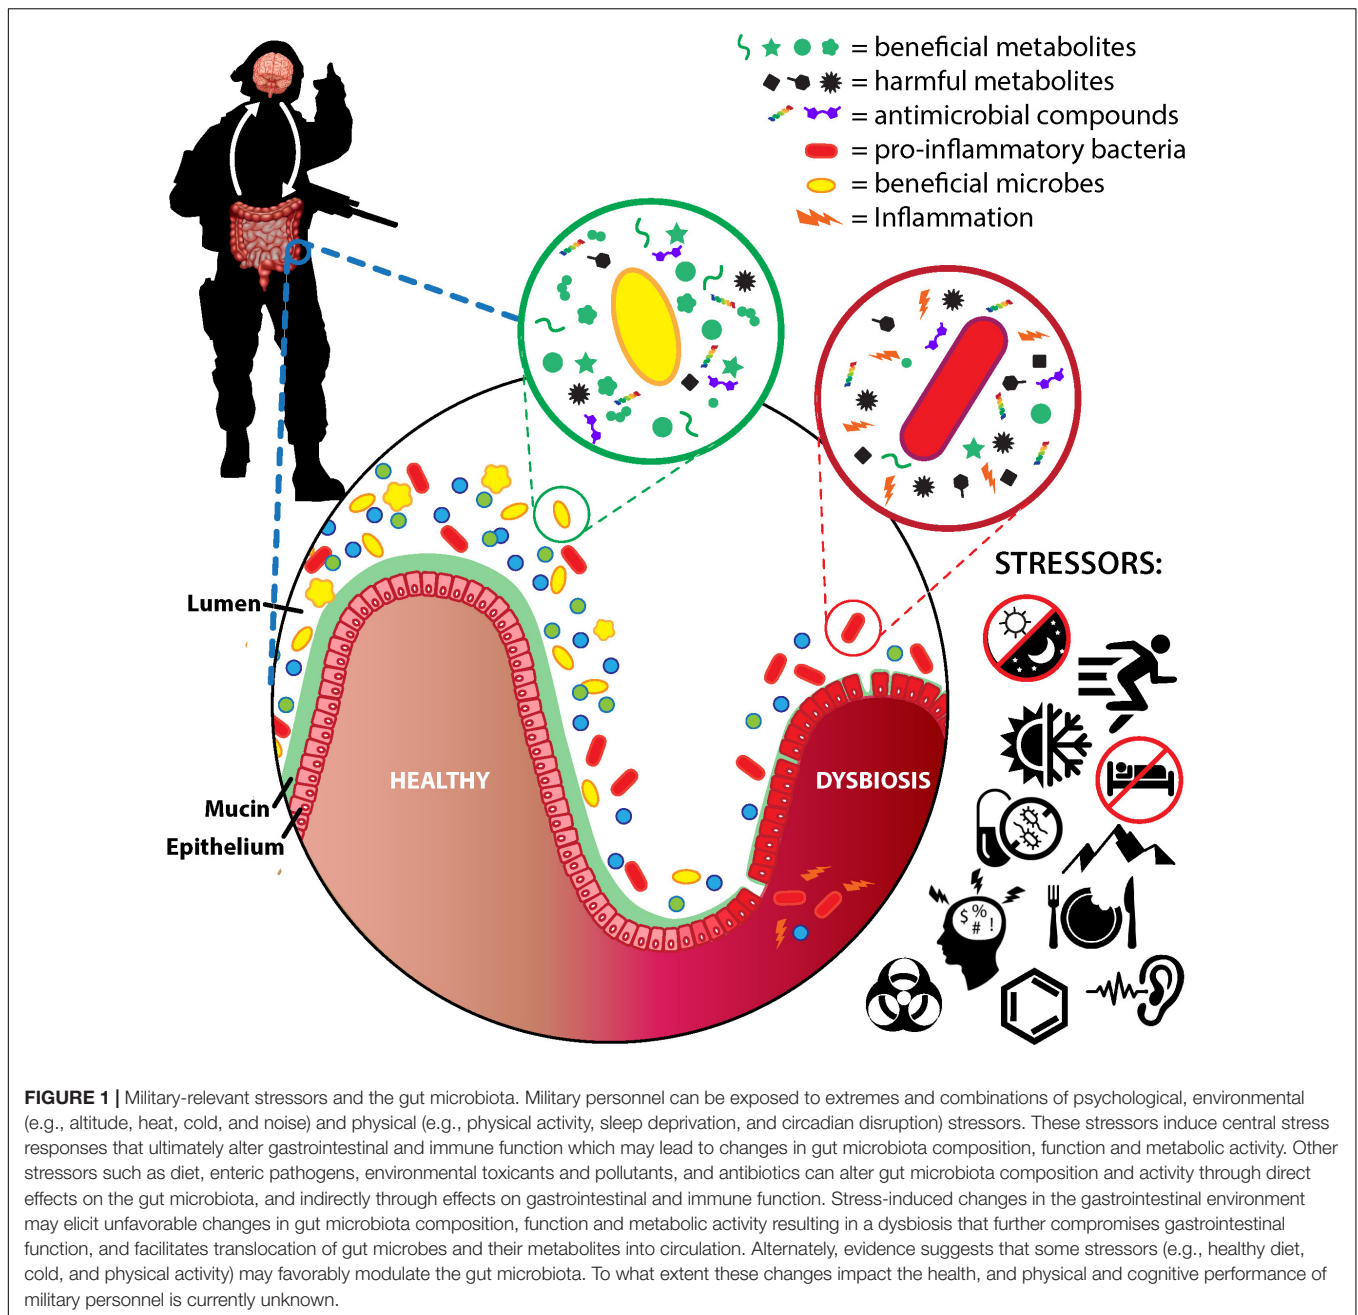 = beneficial metabolites
= harmful metabolites
= antimicrobial compounds
= pro-inflammatory bacteria
= beneficial microbes
= Inflammation
STRESSORS:
Lumen
HEALTHY
DYSBIOSIS
Mucin
Epithelium
$%
#!
FIGURE 1 | Military-relevant stressors and the gut microbiota. Military personnel can be exposed to extremes and combinations of psychological, environmental
(e.g., altitude, heat, cold, and noise) and physical (e.g., physical activity, sleep deprivation, and circadian disruption) stressors. These stressors induce central stress
responses that ultimately alter gastrointestinal and immune function which may lead to changes in gut microbiota composition, function and metabolic activity. Other
stressors such as diet, enteric pathogens, environmental toxicants and pollutants, and antibiotics can alter gut microbiota composition and activity through direct
effects on the gut microbiota, and indirectly through effects on gastrointestinal and immune function. Stress-induced changes in the gastrointestinal environment
may elicit unfavorable changes in gut microbiota composition, function and metabolic activity resulting in a dysbiosis that further compromises gastrointestinal
function, and facilitates translocation of gut microbes and their metabolites into circulation. Alternately, evidence suggests that some stressors (e.g., healthy diet,
cold, and physical activity) may favorably modulate the gut microbiota. To what extent these changes impact the health, and physical and cognitive performance of
military personnel is currently unknown.